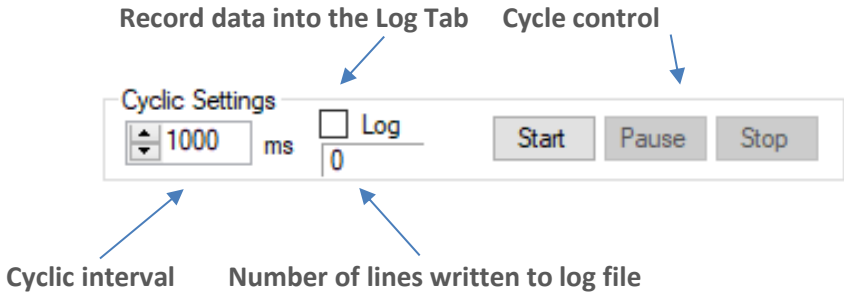 Record data into the Log Tab Cycle control
Cyclic Settings
1000 ms Log Start Pause Stop
0
Cyclic interval Number of lines written to log file